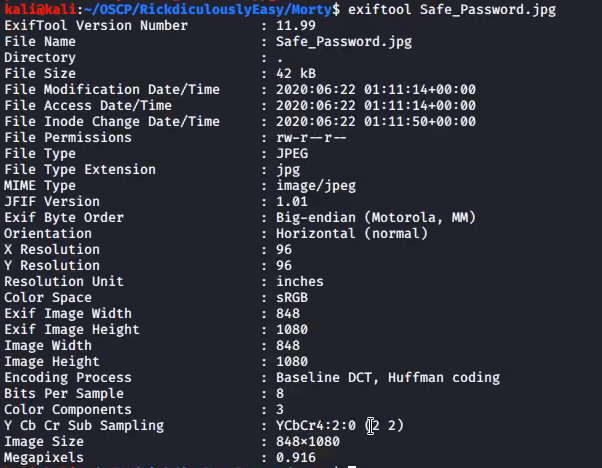 kali@kali:~/OSCP/RickdiculouslyEasy/Morty$ exiftool Safe_Password.jpg
ExifTool Version Number : 11.99
File Name : Safe_Password.jpg
Directory : .
File Size : 42 kB
File Modification Date/Time : 2020:06:22 01:11:14+00:00
File Access Date/Time : 2020:06:22 01:11:14+00:00
File Inode Change Date/Time : 2020:06:22 01:11:50+00:00
File Permissions : rw-r--r--
File Type : JPEG
File Type Extension : jpg
MIME Type : image/jpeg
JFIF Version : 1.01
Exif Byte Order : Big-endian (Motorola, MM)
Orientation : Horizontal (normal)
X Resolution : 96
Y Resolution : 96
Resolution Unit : inches
Color Space : sRGB
Exif Image Width : 848
Exif Image Height : 1080
Image Width : 848
Image Height : 1080
Encoding Process : Baseline DCT, Huffman coding
Bits Per Sample : 8
Color Components : 3
Y Cb Cr Sub Sampling : YCbCr4:2:0 (2 2)
Image Size : 848×1080
Megapixels : 0.916